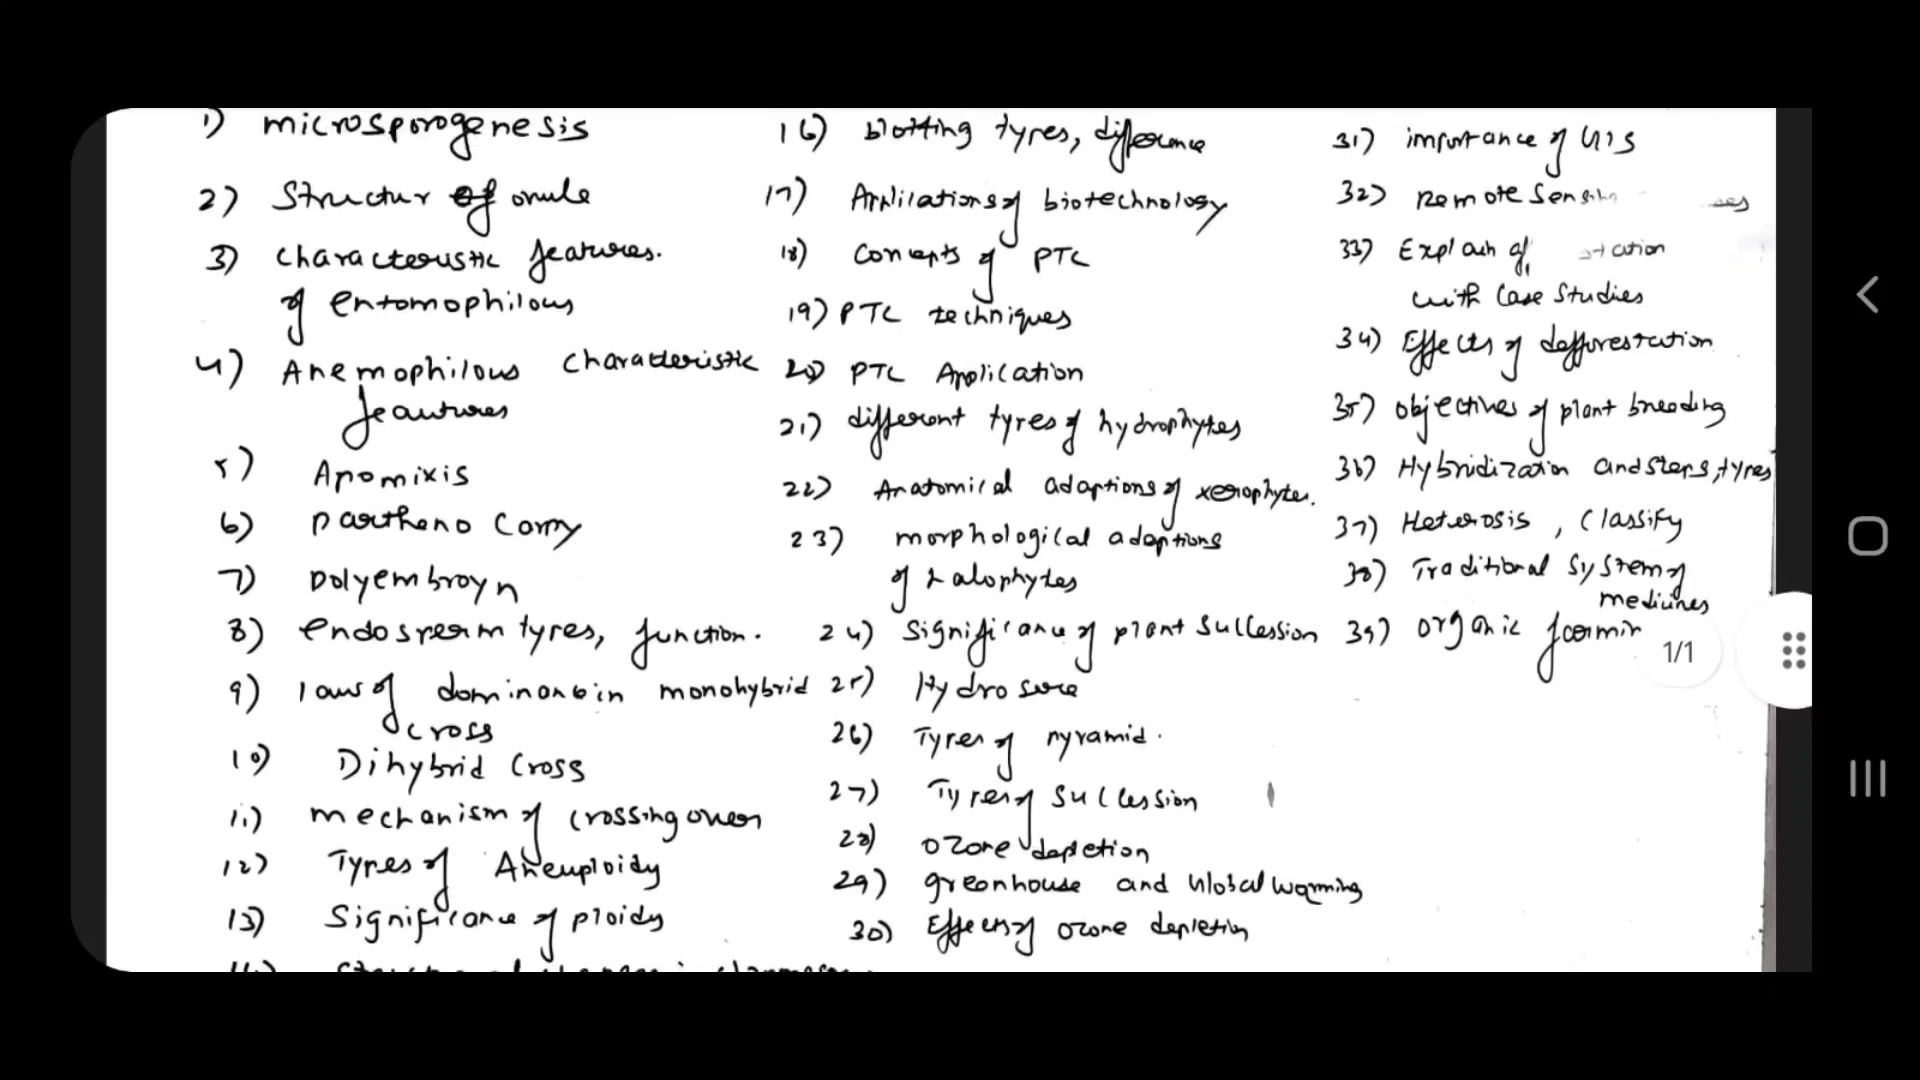 1) microsporogenesis
2) Structur of ovule
3) characteristic features.
of entomophilous
4) Anemophilous characteristic
feautures
5) Apomixis
6) partheno Corpy
7) polyembroyn
8) endosperm types, function.
9) laws of dominance in monohybrid
cross
10) Dihybrid Cross
11) mechanism of crossing over
12) Types of Aneuploidy
13) Significance of ploidy
16) blotting types, difference
17) Applications of biotechnology
18) Concepts of PTC
19) PTC techniques
20) PTC Application
21) different types of hydrophytes
22) Anatomical adaptions of xerophytes.
23) morphological adaptions
of halophytes
24) Significance of plant Succession
25) Hydro sere
26) Types of pyramid.
27) Types of Succession
28) Ozone depletion
29) greenhouse and Global warming
30) Effects of ozone depletion
31) importance of GIS
32) Remote Sensing
33) Explain
with Case Studies
34) Effects of defforestation
35) Objectives of plant breeding
36) Hybridization and steps, types
37) Heterosis, Classify
38) Traditional System of
medicines
39) Organic
1/1